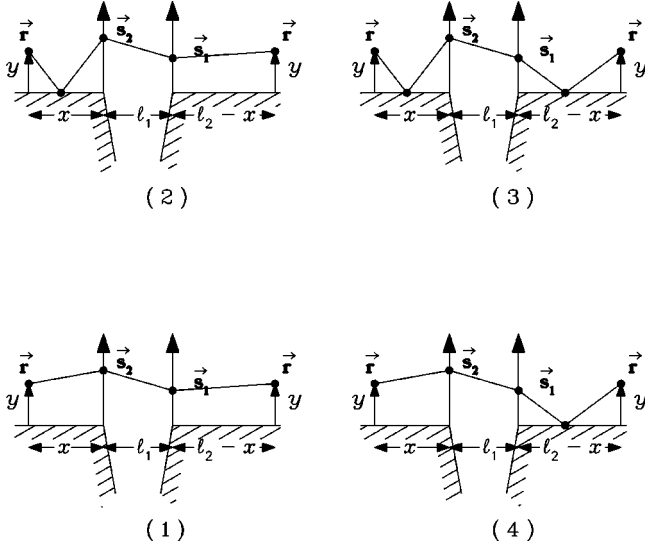 r⃗ s⃗₂ s⃗₁ r⃗
y y
x ℓ₁ ℓ₂ − x
(2)
r⃗ s⃗₂ s⃗₁ r⃗
y y
x ℓ₁ ℓ₂ − x
(3)
r⃗ s⃗₂ s⃗₁ r⃗
y y
x ℓ₁ ℓ₂ − x
(1)
r⃗ s⃗₂ s⃗₁ r⃗
y y
x ℓ₁ ℓ₂ − x
(4)